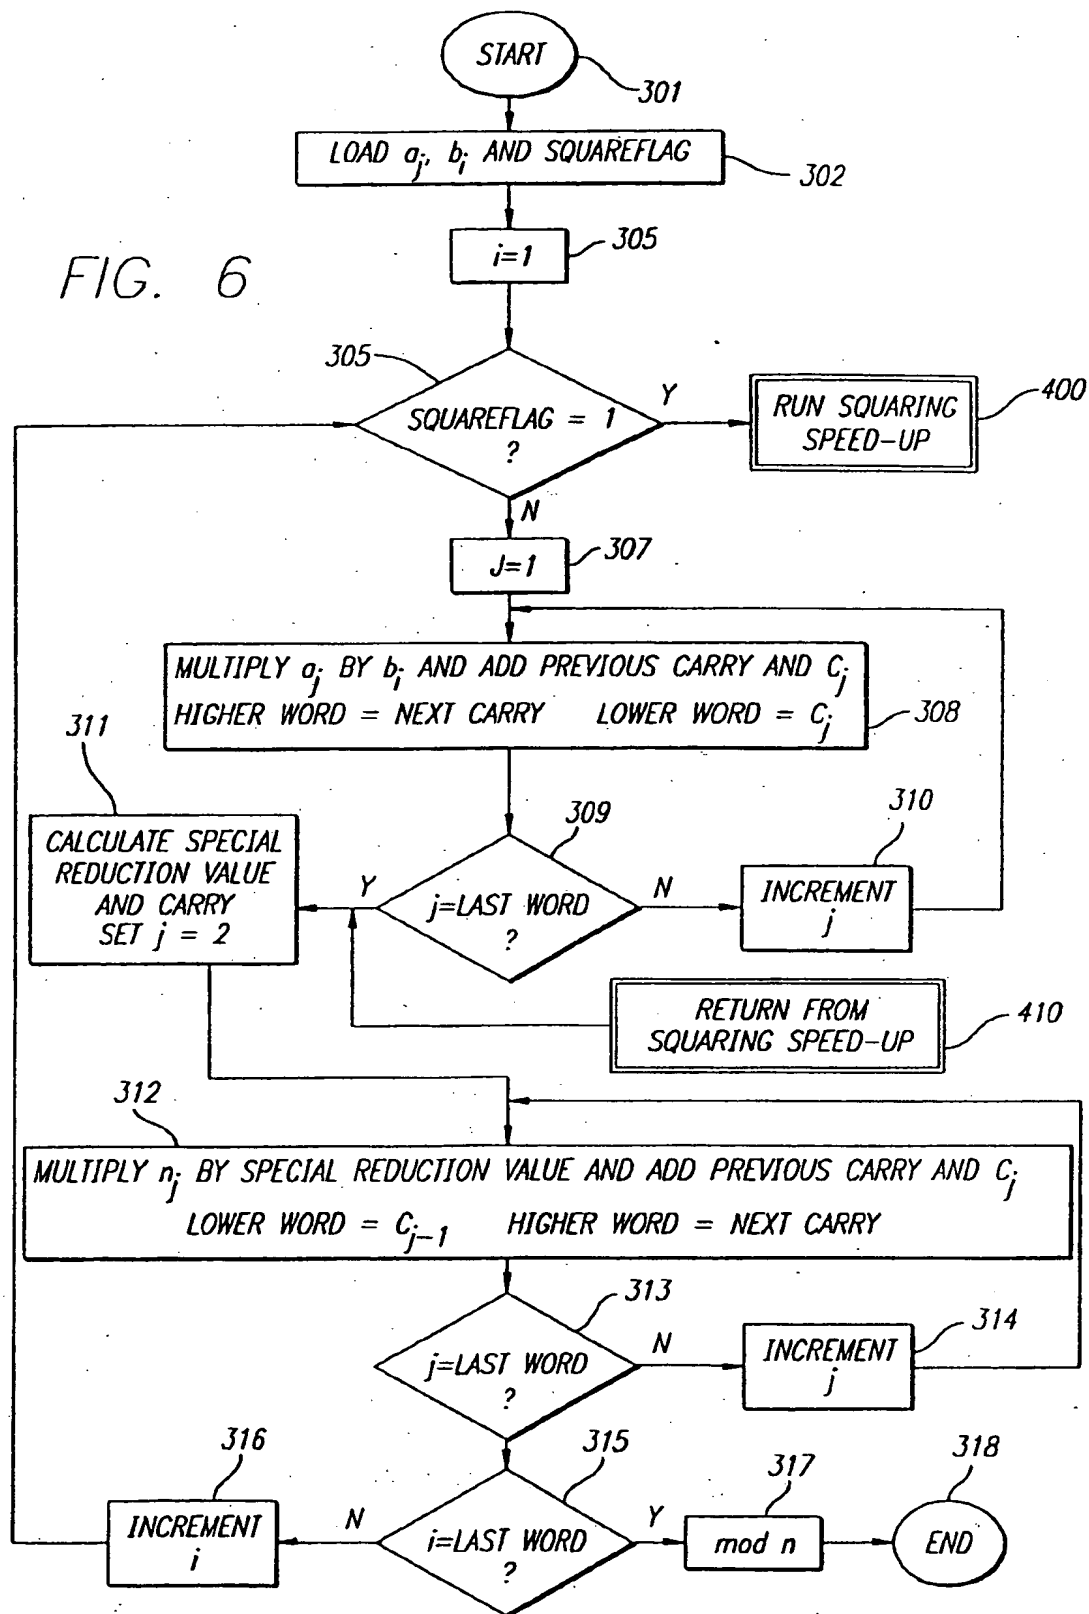 START
301
LOAD aj, bi AND SQUAREFLAG
302
i=1
305
FIG. 6
305
SQUAREFLAG = 1
?
Y
RUN SQUARING
SPEED-UP
400
N
J=1
307
MULTIPLY aj BY bi AND ADD PREVIOUS CARRY AND Cj
HIGHER WORD = NEXT CARRY LOWER WORD = Cj
308
311
CALCULATE SPECIAL
REDUCTION VALUE
AND CARRY
SET j = 2
Y
309
j=LAST WORD
?
N
310
INCREMENT
j
RETURN FROM
SQUARING SPEED-UP
410
312
MULTIPLY nj BY SPECIAL REDUCTION VALUE AND ADD PREVIOUS CARRY AND Cj
LOWER WORD = Cj-1 HIGHER WORD = NEXT CARRY
313
j=LAST WORD
?
N
INCREMENT
j
314
316
INCREMENT
i
N
315
i=LAST WORD
?
Y
317
mod n
318
END